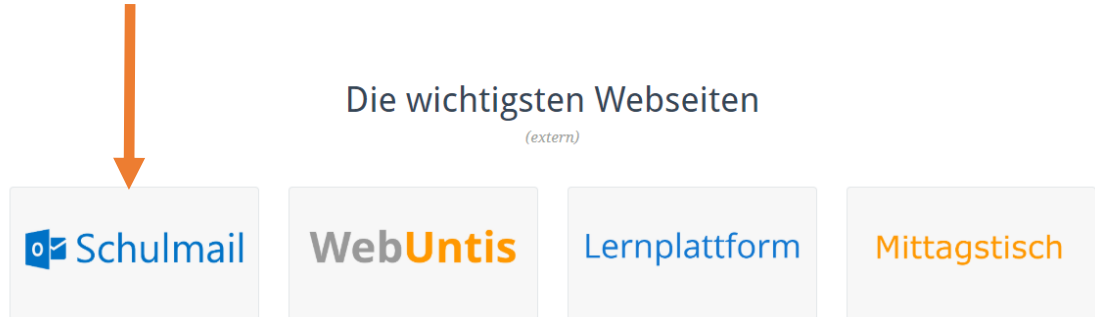 Die wichtigsten Webseiten
(extern)
Schulmail
WebUntis
Lernplattform
Mittagstisch